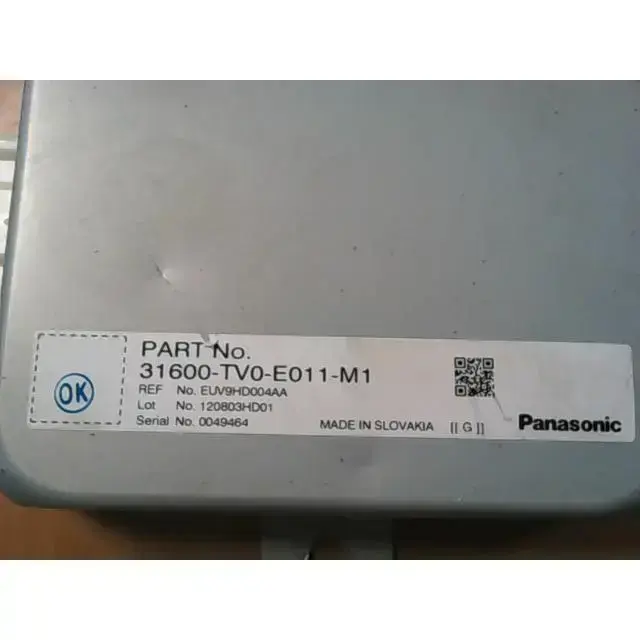 PART No.
31600-TV0-E011-M1
REF No. EUV9HD004AA
Lot No. 120803HD01
Serial No. 0049464 MADE IN SLOVAKIA [[ G ]] Panasonic
OK